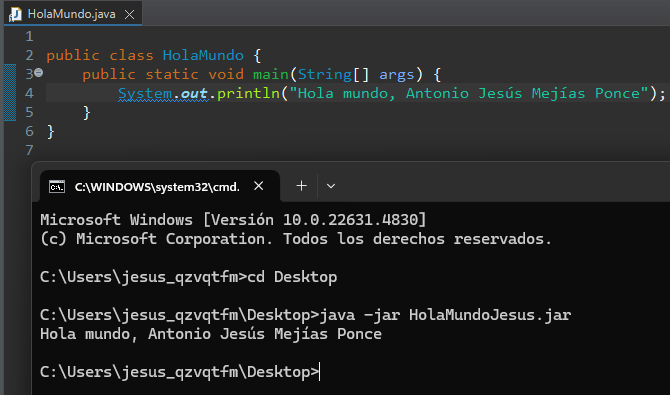 HolaMundo.java
1
2 public class HolaMundo {
3 public static void main(String[] args) {
4 System.out.println("Hola mundo, Antonio Jesús Mejías Ponce");
5 }
6 }
7
C:\WINDOWS\system32\cmd.
Microsoft Windows [Versión 10.0.22631.4830]
(c) Microsoft Corporation. Todos los derechos reservados.
C:\Users\jesus_qzvqtfm>cd Desktop
C:\Users\jesus_qzvqtfm\Desktop>java -jar HolaMundoJesus.jar
Hola mundo, Antonio Jesús Mejías Ponce
C:\Users\jesus_qzvqtfm\Desktop>